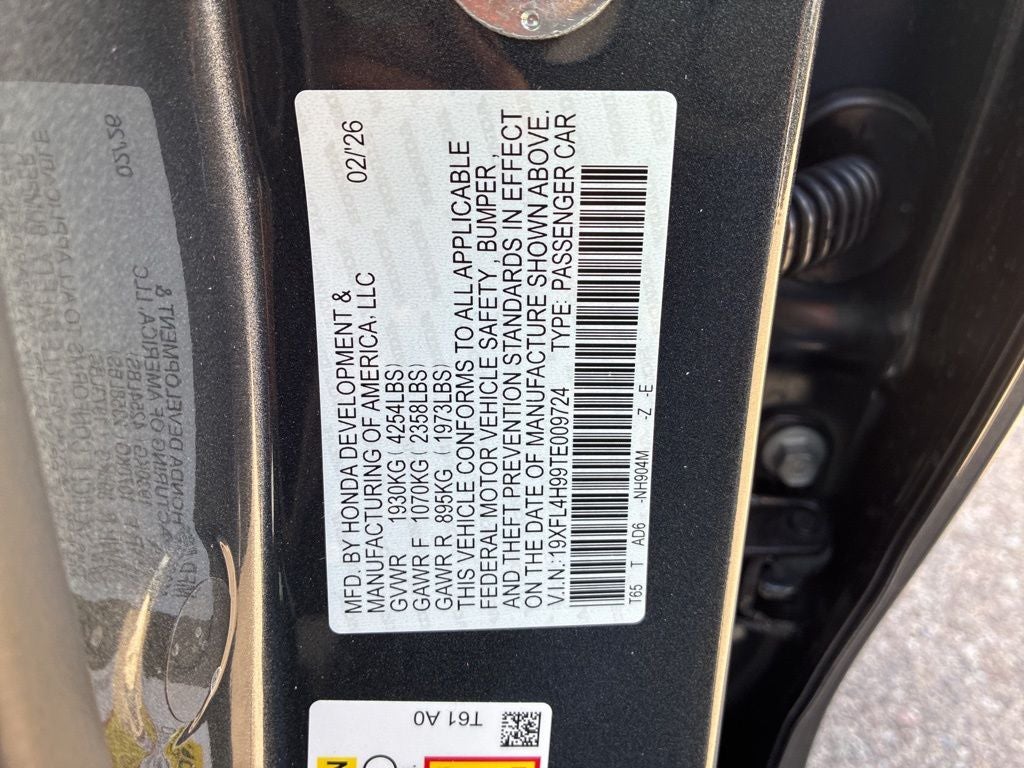 02/'26
MFD. BY HONDA DEVELOPMENT &
MANUFACTURING OF AMERICA, LLC
GVWR 1930KG ( 4254LBS)
GAWR F 1070KG ( 2358LBS)
GAWR R 895KG ( 1973LBS)
THIS VEHICLE CONFORMS TO ALL APPLICABLE
FEDERAL MOTOR VEHICLE SAFETY, BUMPER,
AND THEFT PREVENTION STANDARDS IN EFFECT
ON THE DATE OF MANUFACTURE SHOWN ABOVE.
V.I.N.:19XFL4H99TE009724 TYPE: PASSENGER CAR
T65 T AD6 -NH904M -Z -E
T61 A0